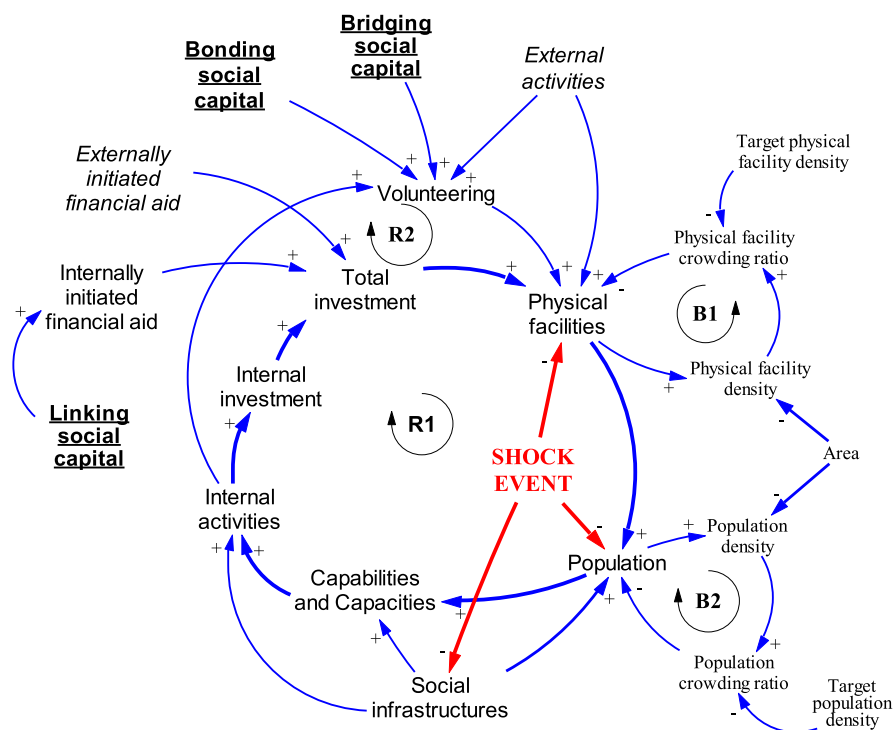 Bonding
social
capital
Bridging
social
capital
External
activities
Externally
initiated
financial aid
Target physical
facility density
+
+
+
+
+
Volunteering
-
Internally
initiated
financial aid
+
+
R2
Total
investment
+
+
+
-
Physical facility
crowding ratio
+
Physical
facilities
B1
+
-
+
Physical facility
density
+
Internal
investment
+
R1
-
Linking
social
capital
SHOCK
EVENT
Area
Internal
activities
-
+
+
-
+
+
Population
density
Capabilities
and Capacities
Population
-
+
+
+
B2
+
-
Social
infrastructures
Population
crowding ratio
-
Target
population
density